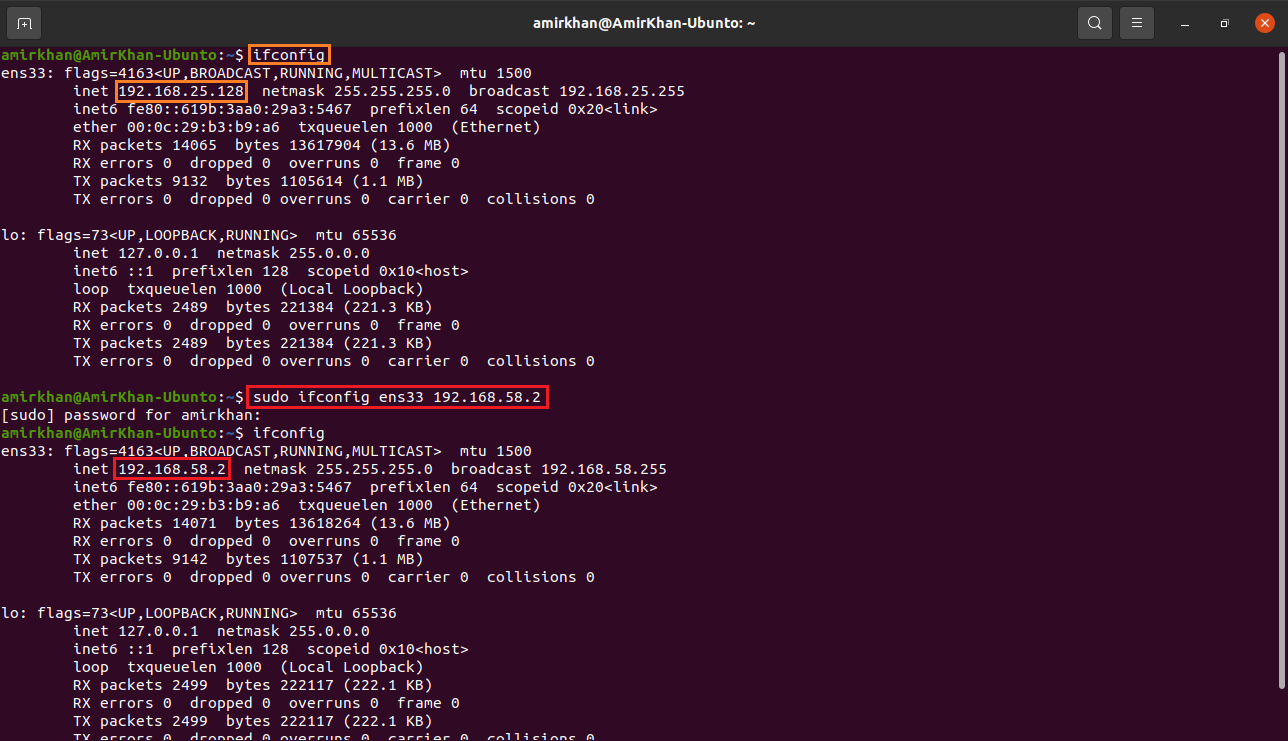 amirkhan@AmirKhan-Ubunto: ~
amirkhan@AmirKhan-Ubunto:~$ ifconfig
ens33: flags=4163<UP,BROADCAST,RUNNING,MULTICAST>  mtu 1500
        inet 192.168.25.128  netmask 255.255.255.0  broadcast 192.168.25.255
        inet6 fe80::619b:3aa0:29a3:5467  prefixlen 64  scopeid 0x20<link>
        ether 00:0c:29:b3:b9:a6  txqueuelen 1000  (Ethernet)
        RX packets 14065  bytes 13617904 (13.6 MB)
        RX errors 0  dropped 0  overruns 0  frame 0
        TX packets 9132  bytes 1105614 (1.1 MB)
        TX errors 0  dropped 0 overruns 0  carrier 0  collisions 0

lo: flags=73<UP,LOOPBACK,RUNNING>  mtu 65536
        inet 127.0.0.1  netmask 255.0.0.0
        inet6 ::1  prefixlen 128  scopeid 0x10<host>
        loop  txqueuelen 1000  (Local Loopback)
        RX packets 2489  bytes 221384 (221.3 KB)
        RX errors 0  dropped 0  overruns 0  frame 0
        TX packets 2489  bytes 221384 (221.3 KB)
        TX errors 0  dropped 0 overruns 0  carrier 0  collisions 0

amirkhan@AmirKhan-Ubunto:~$ sudo ifconfig ens33 192.168.58.2
[sudo] password for amirkhan:
amirkhan@AmirKhan-Ubunto:~$ ifconfig
ens33: flags=4163<UP,BROADCAST,RUNNING,MULTICAST>  mtu 1500
        inet 192.168.58.2  netmask 255.255.255.0  broadcast 192.168.58.255
        inet6 fe80::619b:3aa0:29a3:5467  prefixlen 64  scopeid 0x20<link>
        ether 00:0c:29:b3:b9:a6  txqueuelen 1000  (Ethernet)
        RX packets 14071  bytes 13618264 (13.6 MB)
        RX errors 0  dropped 0  overruns 0  frame 0
        TX packets 9142  bytes 1107537 (1.1 MB)
        TX errors 0  dropped 0 overruns 0  carrier 0  collisions 0

lo: flags=73<UP,LOOPBACK,RUNNING>  mtu 65536
        inet 127.0.0.1  netmask 255.0.0.0
        inet6 ::1  prefixlen 128  scopeid 0x10<host>
        loop  txqueuelen 1000  (Local Loopback)
        RX packets 2499  bytes 222117 (222.1 KB)
        RX errors 0  dropped 0  overruns 0  frame 0
        TX packets 2499  bytes 222117 (222.1 KB)
        TX errors 0  dropped 0 overruns 0  carrier 0  collisions 0